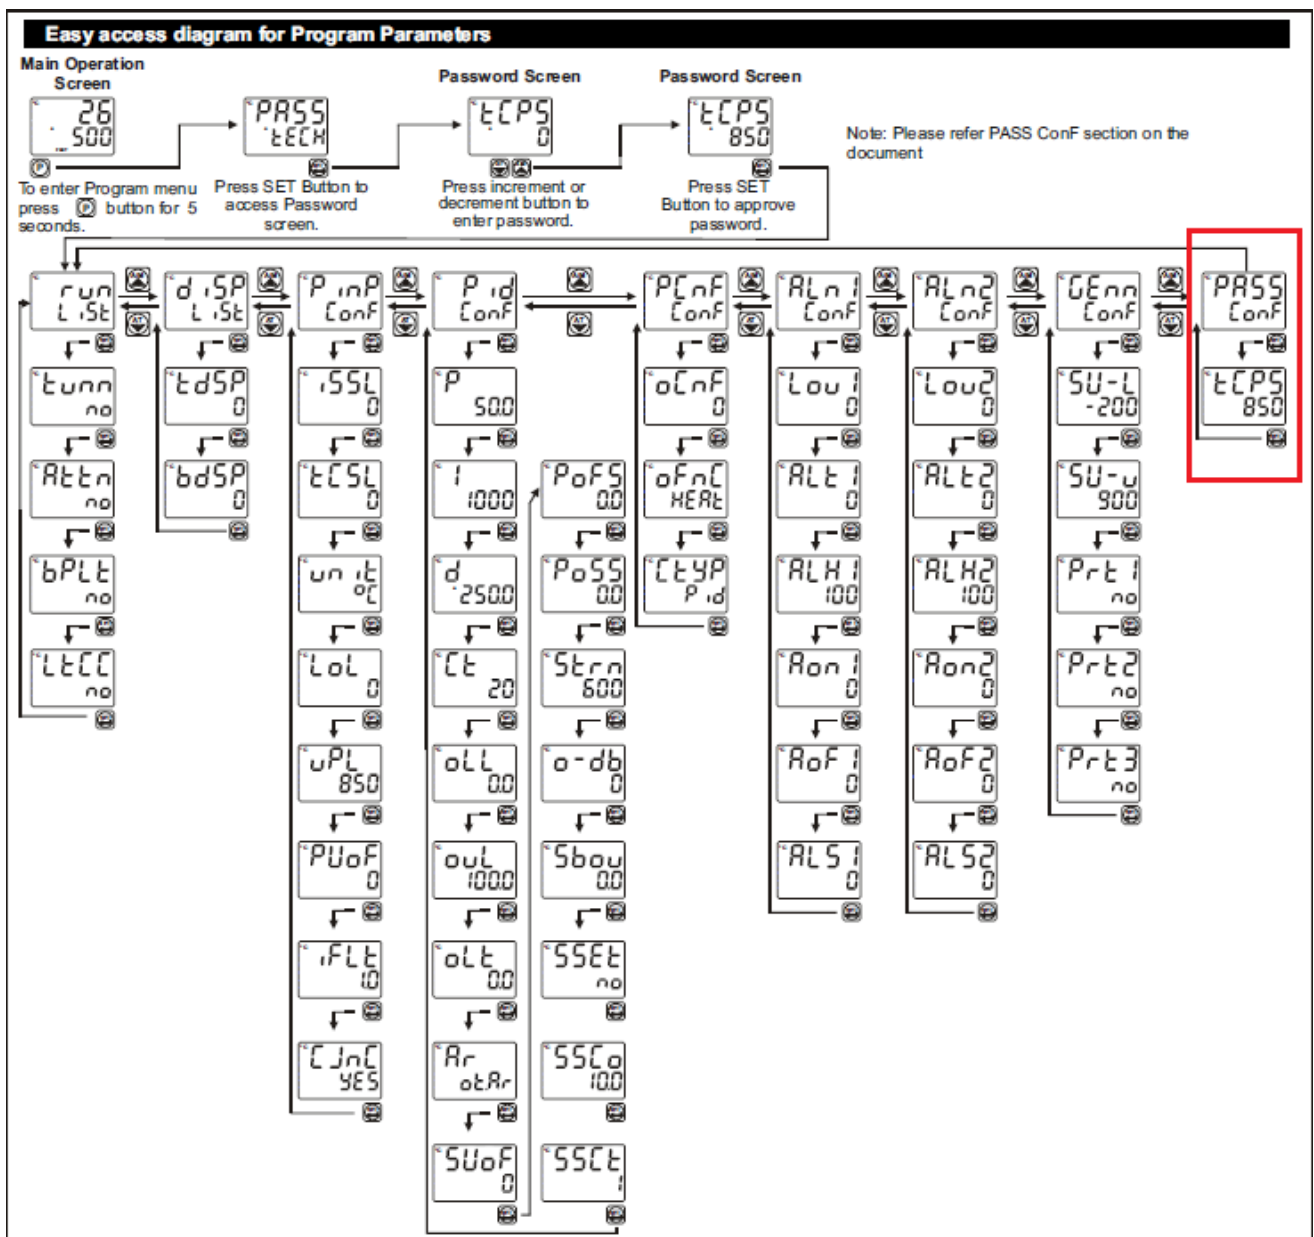 Easy access diagram for Program Parameters
Main Operation
Screen
Password Screen
Password Screen
26
500
PASS
tECH
tCPS
0
tCPS
850
Note: Please refer PASS ConF section on the
document
To enter Program menu
press P button for 5
seconds.
Press SET Button to
access Password
screen.
Press increment or
decrement button to
enter password.
Press SET
Button to approve
password.
run
LiSt
diSP
LiSt
PinP
ConF
Pid
ConF
PCnF
ConF
ALn1
ConF
ALn2
ConF
GEnn
ConF
PASS
ConF
tunn
no
tdSP
0
iSSL
0
P
50.0
oCnF
0
Lou1
0
Lou2
0
SU-L
-200
tCPS
850
Attn
no
bdSP
0
tCSL
0
I
1000
PoFS
0.0
oFnC
HEAt
ALt1
0
ALt2
0
SU-u
900
bPLt
no
unit
°C
d
250.0
PoSS
0.0
CtYP
Pid
ALH1
100
ALH2
100
Prt1
no
LtCC
no
LoL
0
Ct
20
Strn
600
Aon1
0
Aon2
0
Prt2
no
uPL
850
oLL
0.0
o-db
0
AoF1
0
AoF2
0
Prt3
no
PUoF
0
ouL
100.0
Sbou
0.0
ALS1
0
ALS2
0
iFLt
1.0
oLt
0.0
SSEt
no
CJnC
YES
Ar
ot.Ar
SSCo
10.0
SUoF
0
SSCt
1